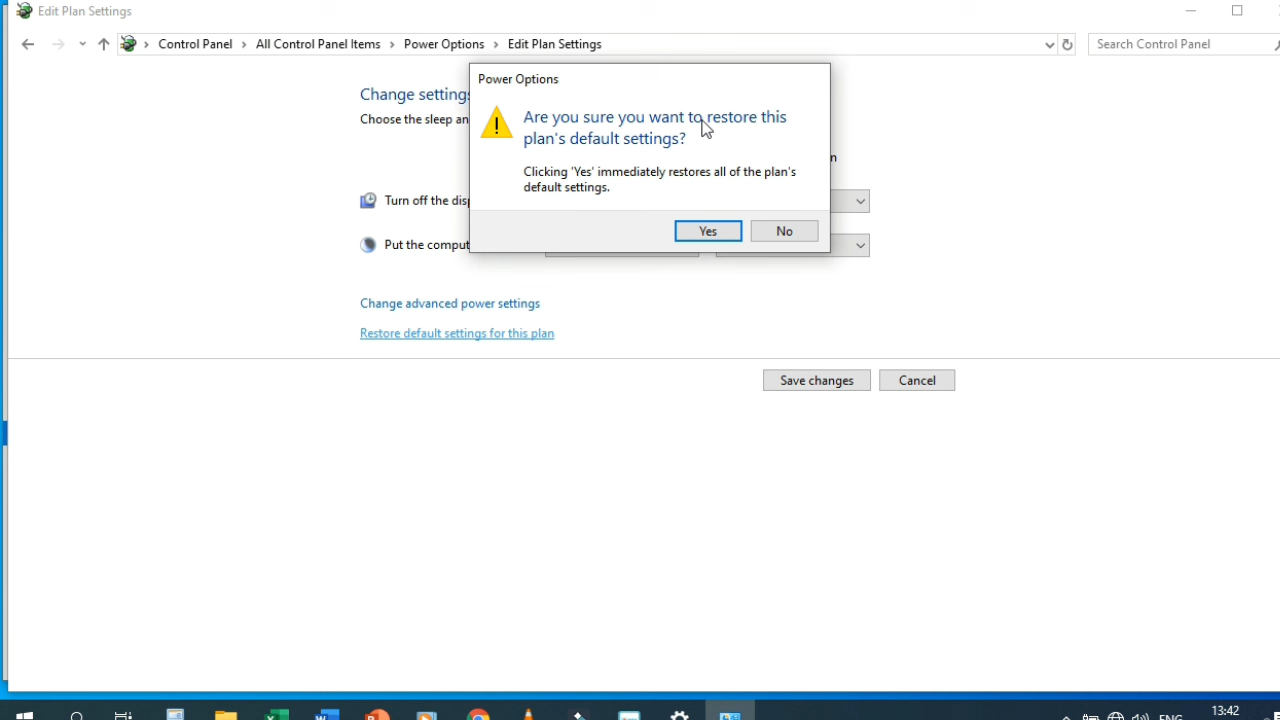 Edit Plan Settings
Control Panel > All Control Panel Items > Power Options > Edit Plan Settings
Search Control Panel
Power Options
Are you sure you want to restore this
plan's default settings?
Clicking 'Yes' immediately restores all of the plan's
default settings.
Yes
No
Change settings
Choose the sleep an
n
Turn off the disp
Put the comput
Change advanced power settings
Restore default settings for this plan
Save changes
Cancel
ENG
13:42